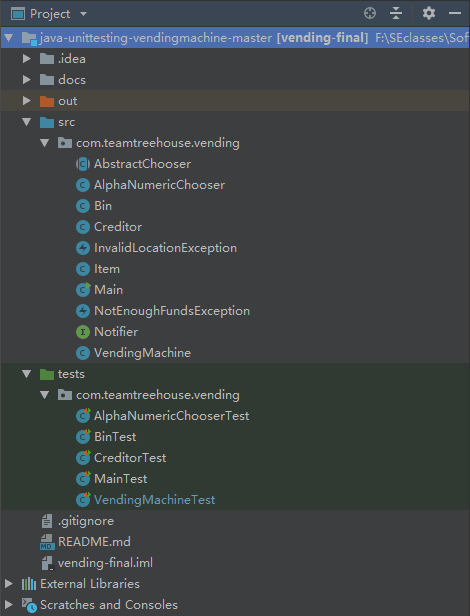 Project
java-unittesting-vendingmachine-master [vending-final] F:\SEclasses\Sof
.idea
docs
out
src
com.teamtreehouse.vending
AbstractChooser
AlphaNumericChooser
Bin
Creditor
InvalidLocationException
Item
Main
NotEnoughFundsException
Notifier
VendingMachine
tests
com.teamtreehouse.vending
AlphaNumericChooserTest
BinTest
CreditorTest
MainTest
VendingMachineTest
.gitignore
README.md
vending-final.iml
External Libraries
Scratches and Consoles